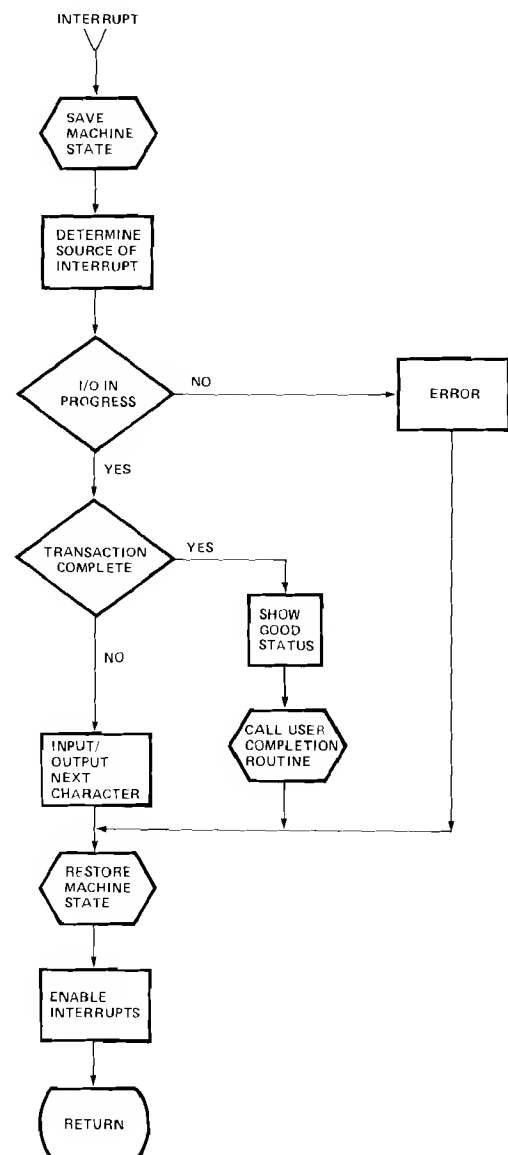 INTERRUPT
SAVE
MACHINE
STATE
DETERMINE
SOURCE OF
INTERRUPT
I/O IN
PROGRESS
NO
ERROR
YES
TRANSACTION
COMPLETE
YES
SHOW
GOOD
STATUS
NO
CALL USER
COMPLETION
ROUTINE
INPUT/
OUTPUT
NEXT
CHARACTER
RESTORE
MACHINE
STATE
ENABLE
INTERRUPTS
RETURN